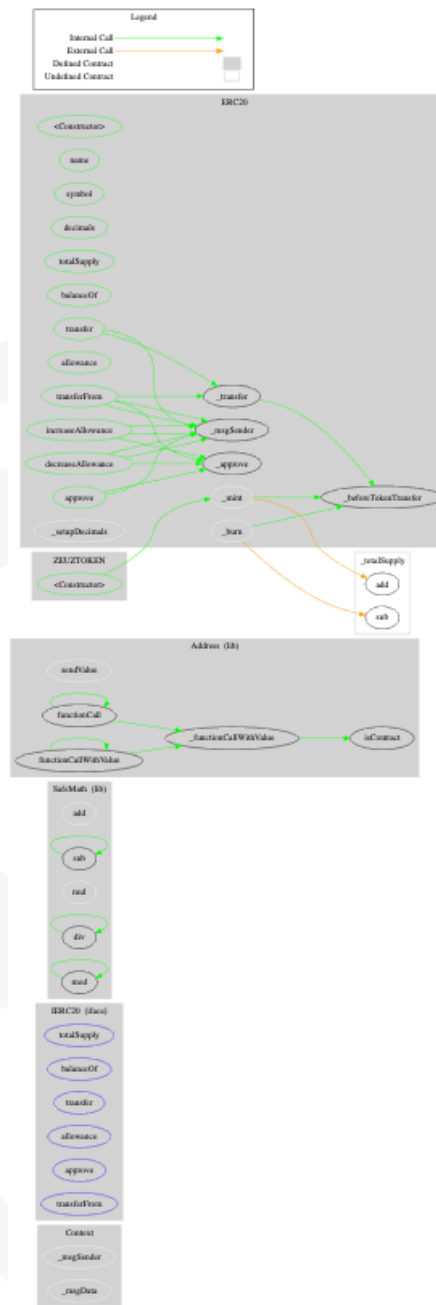 Legend
Internal Call
External Call
Defined Contract
Undefined Contract
ERC20
<Constructor>
name
symbol
decimals
totalSupply
balanceOf
transfer
allowance
transferFrom
_transfer
increaseAllowance
_msgSender
decreaseAllowance
_approve
approve
_mint
_beforeTokenTransfer
_setupDecimals
_burn
ZEUZTOKEN
<Constructor>
_totalSupply
add
sub
Address (lib)
sendValue
functionCall
_functionCallWithValue
isContract
functionCallWithValue
SafeMath (lib)
add
sub
mul
div
mod
IERC20 (iface)
totalSupply
balanceOf
transfer
allowance
approve
transferFrom
Context
_msgSender
_msgData